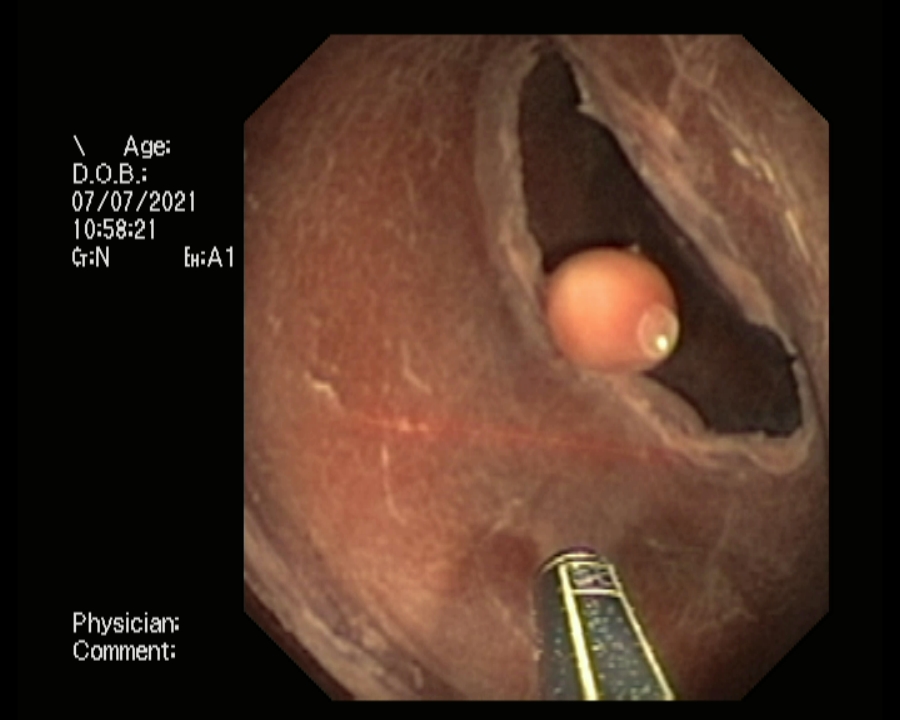 \ Age:
D.O.B.:
07/07/2021
10:58:21
Cr:N EH:A1
Physician:
Comment: